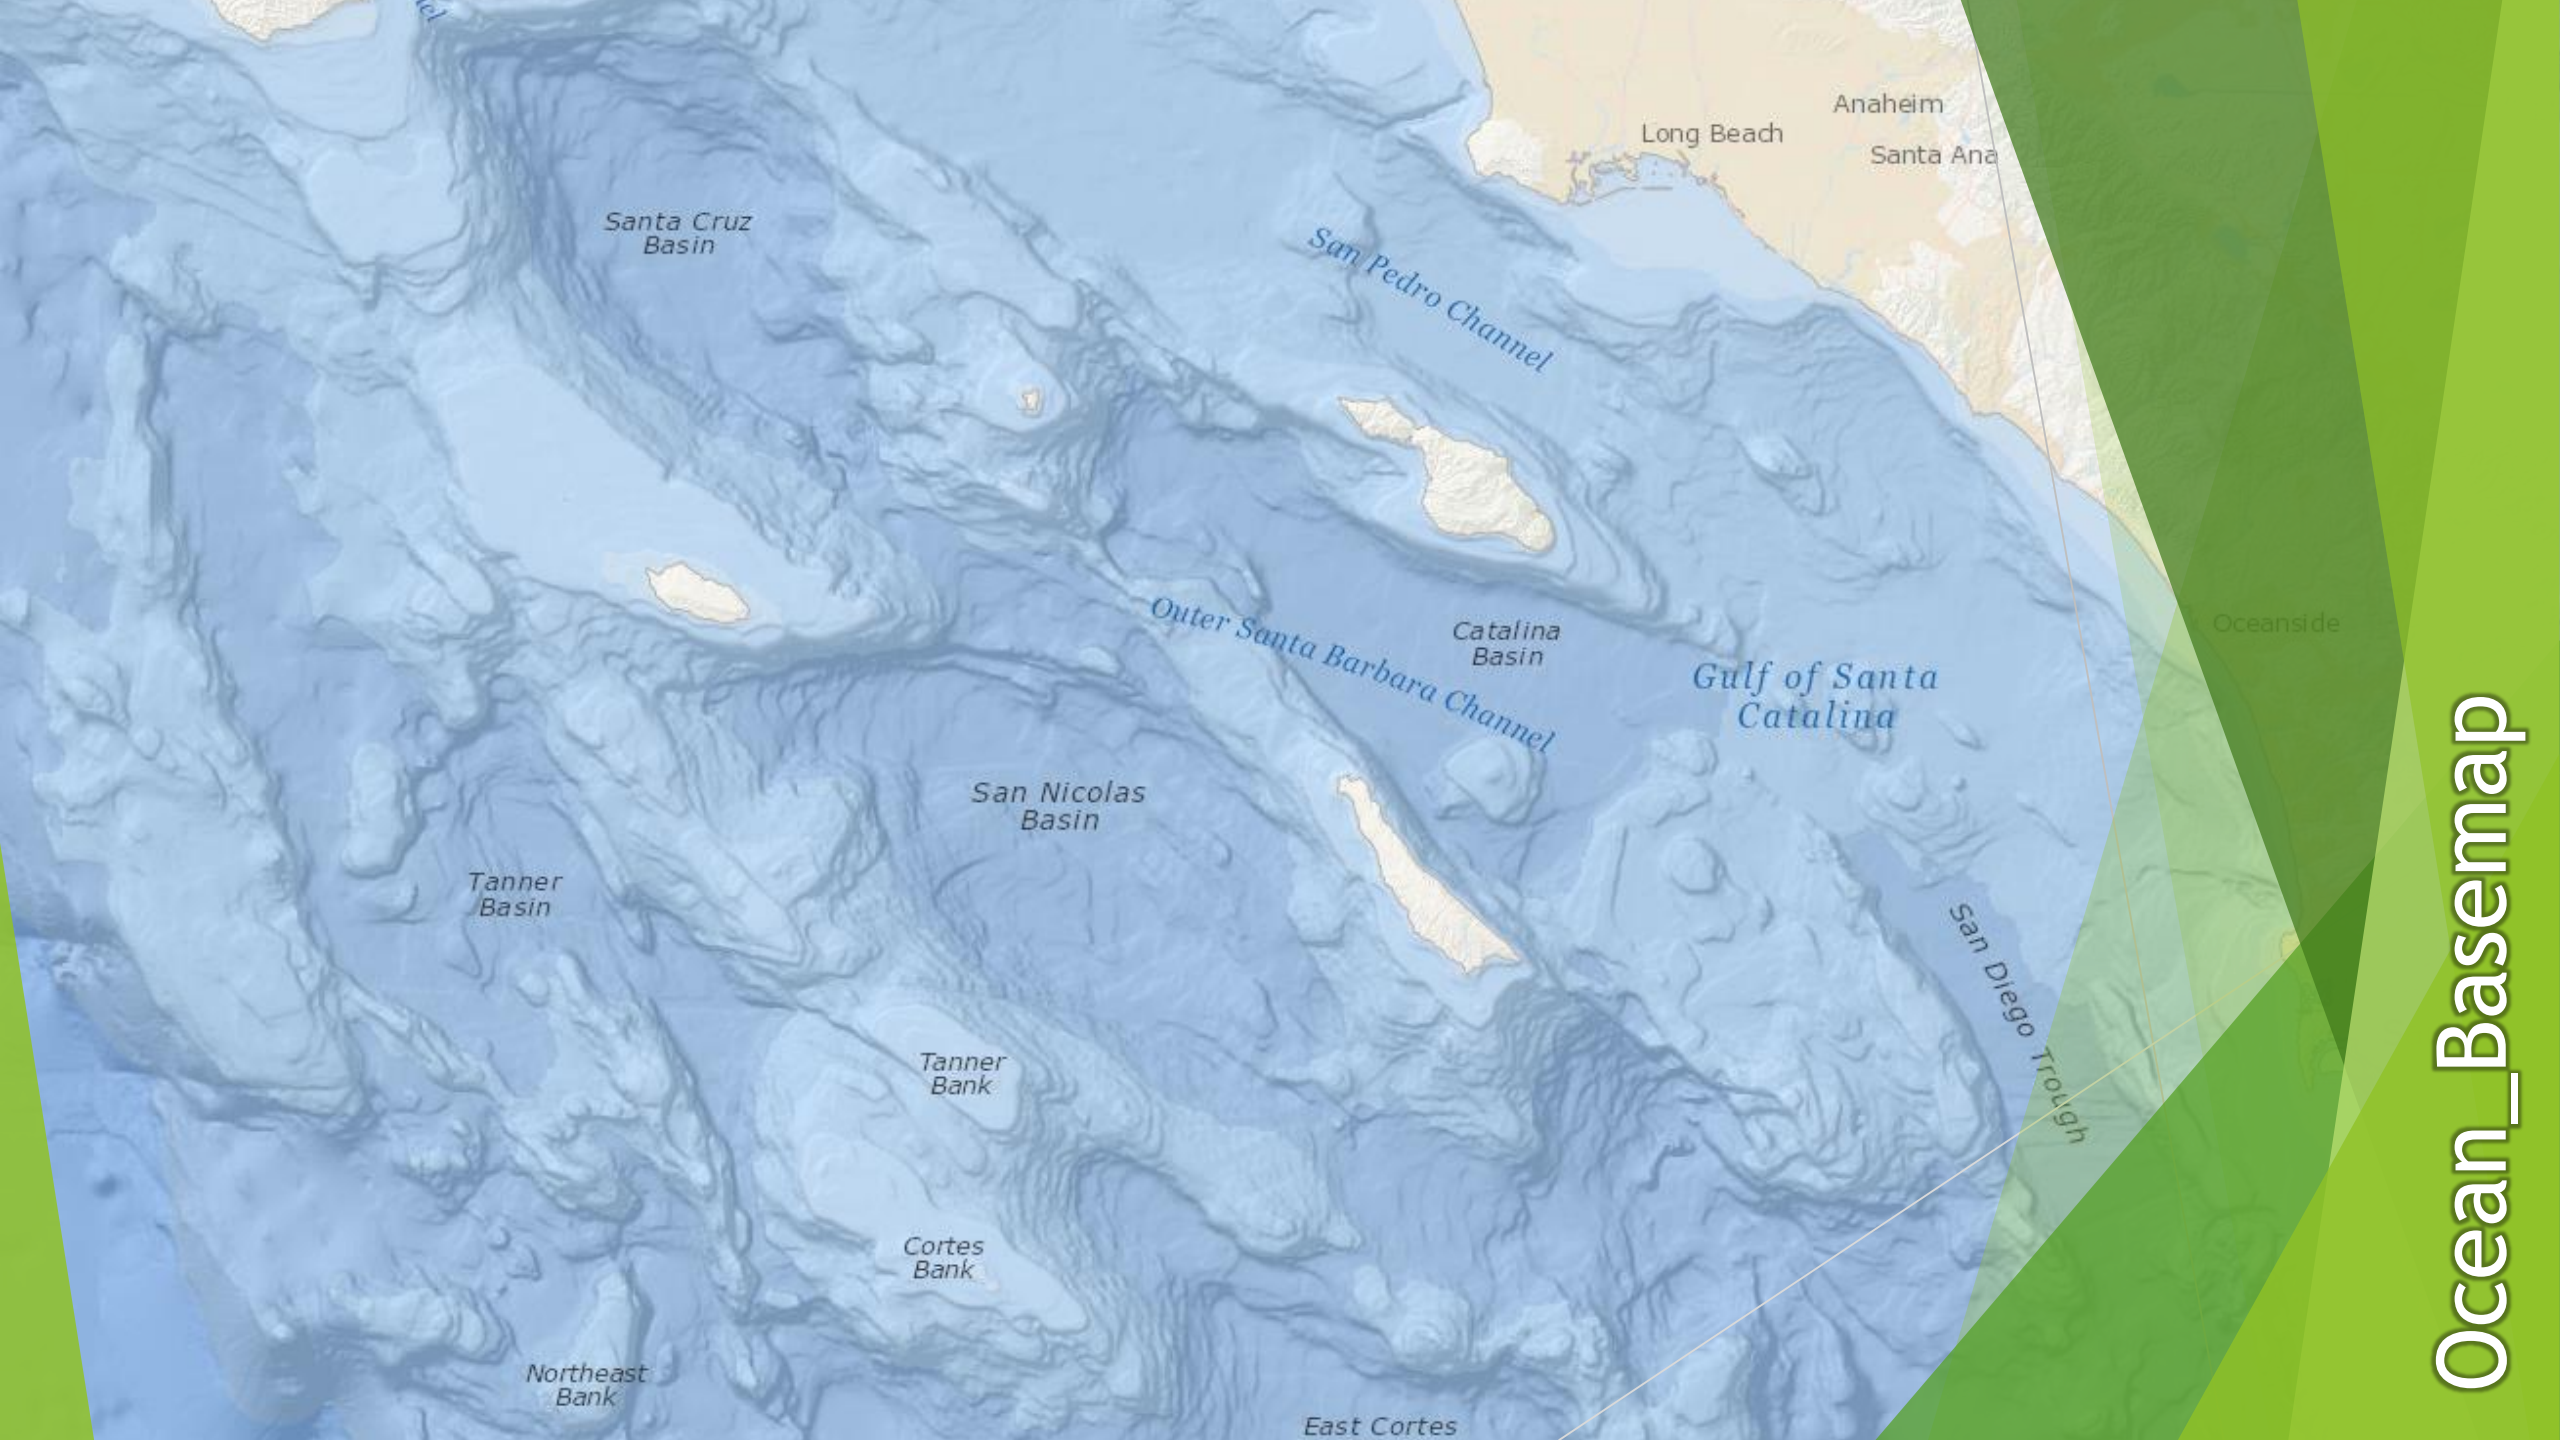 Anaheim
Long Beach
Santa Ana
Santa Cruz
Basin
San Pedro Channel
Outer Santa Barbara Channel
Catalina
Basin
Oceanside
Gulf of Santa
Catalina
San Nicolas
Basin
Tanner
Basin
San Diego Trough
Tanner
Bank
Cortes
Bank
Northeast
Bank
East Cortes
Ocean_Basemap